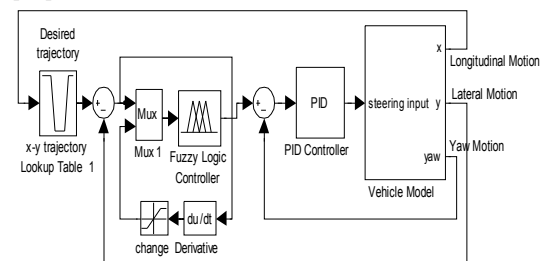 Desired
trajectory
x-y trajectory
Lookup Table 1
+
-
Mux
Mux 1
Fuzzy Logic
Controller
change
du/dt
Derivative
+
-
PID
PID Controller
steering input
x
y
yaw
Vehicle Model
Longitudinal Motion
Lateral Motion
Yaw Motion